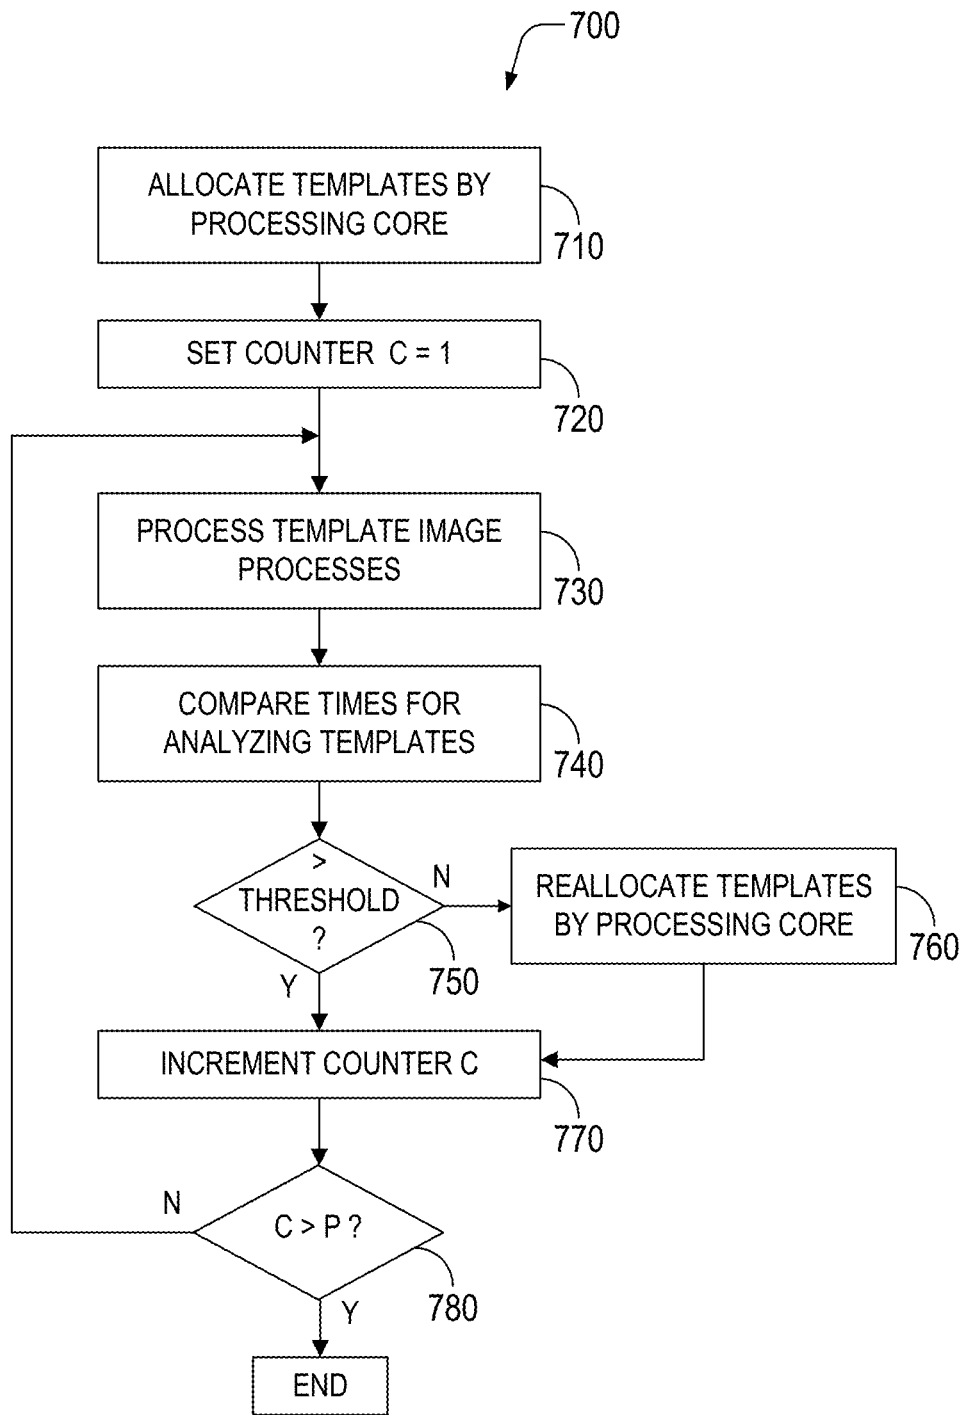 700
ALLOCATE TEMPLATES BY
PROCESSING CORE
710
SET COUNTER C = 1
720
PROCESS TEMPLATE IMAGE
PROCESSES
730
COMPARE TIMES FOR
ANALYZING TEMPLATES
740
>
THRESHOLD
?
750
N
Y
REALLOCATE TEMPLATES
BY PROCESSING CORE
760
INCREMENT COUNTER C
770
C > P ?
780
N
Y
END